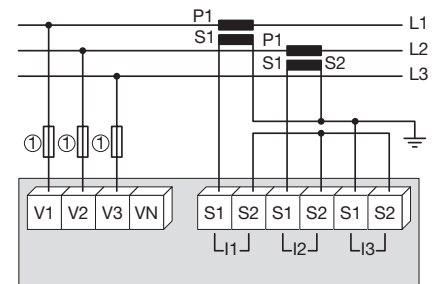 P1 L1
S1 P1 L2
S1 S2
L3
① ① ①
V1 V2 V3 VN S1 S2 S1 S2 S1 S2
I1 I2 I3